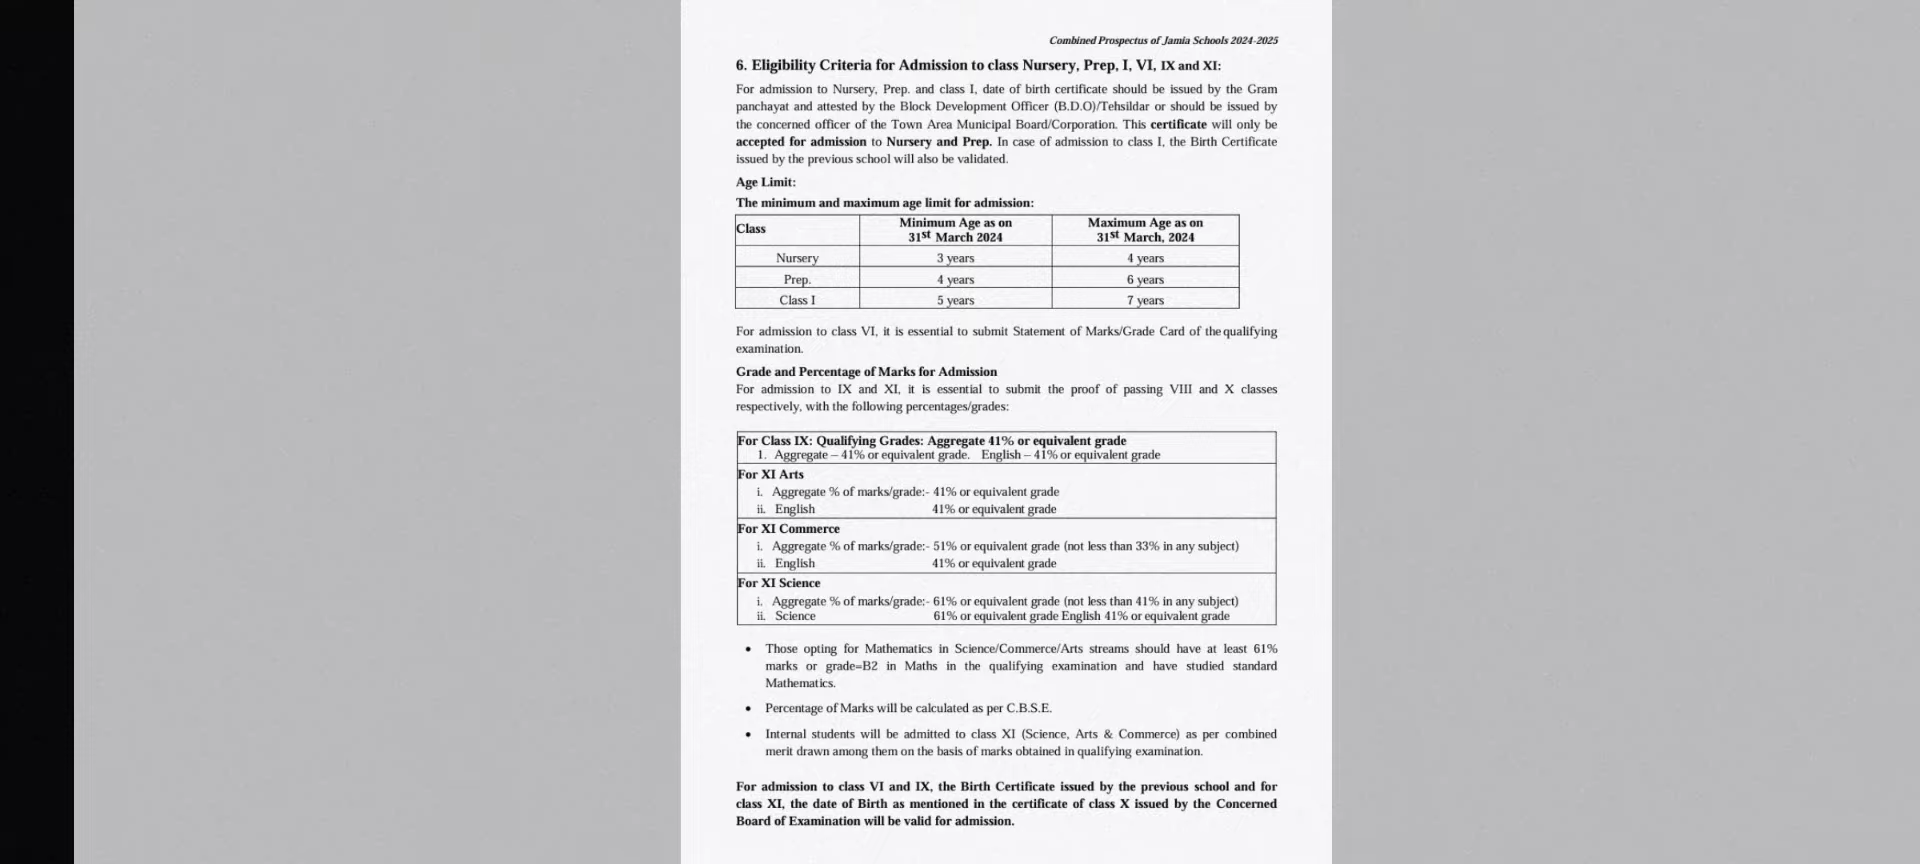 Combined Prospectus of Jamia Schools 2024-2025
6. Eligibility Criteria for Admission to class Nursery, Prep, I, VI, IX and XI:
For admission to Nursery, Prep. and class I, date of birth certificate should be issued by the Gram
panchayat and attested by the Block Development Officer (B.D.O)/Tehsildar or should be issued by
the concerned officer of the Town Area Municipal Board/Corporation. This certificate will only be
accepted for admission to Nursery and Prep. In case of admission to class I, the Birth Certificate
issued by the previous school will also be validated.
Age Limit:
The minimum and maximum age limit for admission:
Class Minimum Age as on 31st March 2024 Maximum Age as on 31st March, 2024
Nursery 3 years 4 years
Prep. 4 years 6 years
Class I 5 years 7 years
For admission to class VI, it is essential to submit Statement of Marks/Grade Card of the qualifying
examination.
Grade and Percentage of Marks for Admission
For admission to IX and XI, it is essential to submit the proof of passing VIII and X classes
respectively, with the following percentages/grades:
For Class IX: Qualifying Grades: Aggregate 41% or equivalent grade
1. Aggregate – 41% or equivalent grade. English – 41% or equivalent grade
For XI Arts
i. Aggregate % of marks/grade:- 41% or equivalent grade
ii. English 41% or equivalent grade
For XI Commerce
i. Aggregate % of marks/grade:- 51% or equivalent grade (not less than 33% in any subject)
ii. English 41% or equivalent grade
For XI Science
i. Aggregate % of marks/grade:- 61% or equivalent grade (not less than 41% in any subject)
ii. Science 61% or equivalent grade English 41% or equivalent grade
• Those opting for Mathematics in Science/Commerce/Arts streams should have at least 61%
marks or grade=B2 in Maths in the qualifying examination and have studied standard
Mathematics.
• Percentage of Marks will be calculated as per C.B.S.E.
• Internal students will be admitted to class XI (Science, Arts & Commerce) as per combined
merit drawn among them on the basis of marks obtained in qualifying examination.
For admission to class VI and IX, the Birth Certificate issued by the previous school and for
class XI, the date of Birth as mentioned in the certificate of class X issued by the Concerned
Board of Examination will be valid for admission.